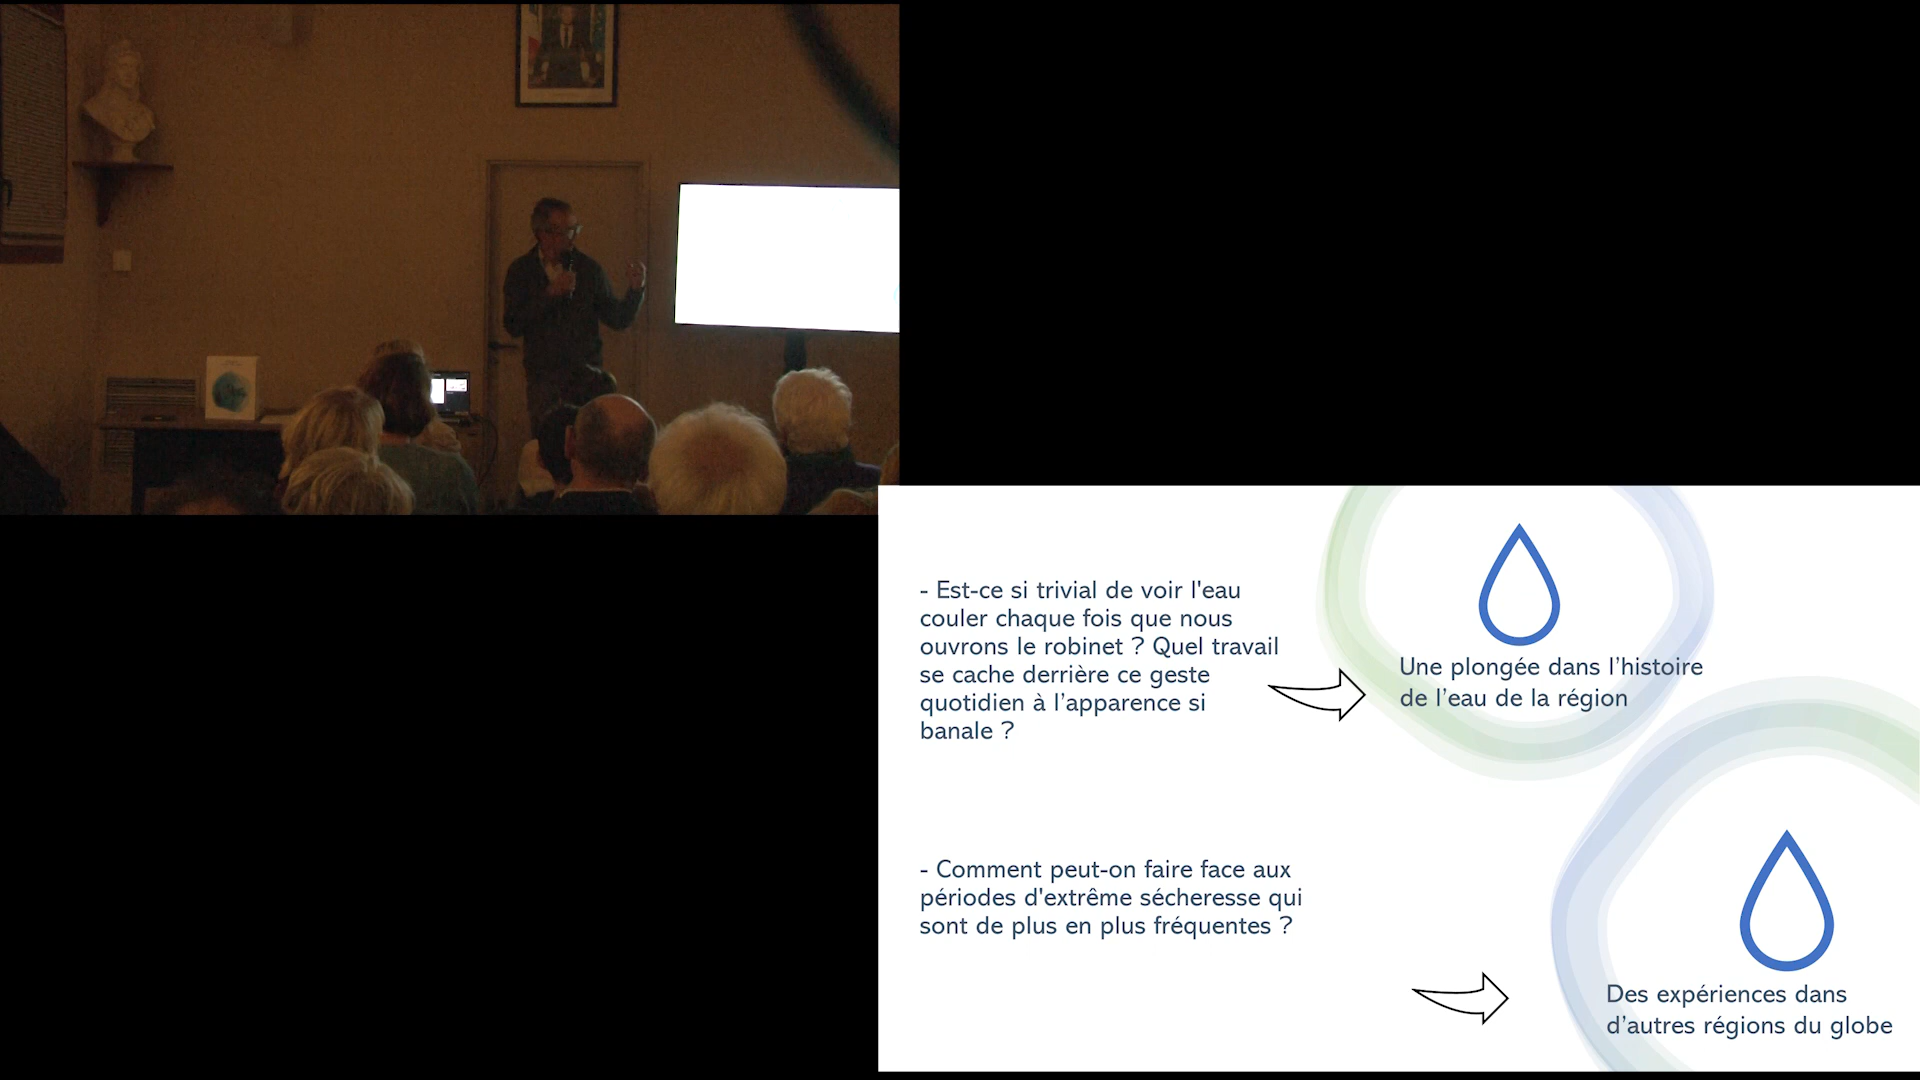 - Est-ce si trivial de voir l'eau
couler chaque fois que nous
ouvrons le robinet ? Quel travail
se cache derrière ce geste
quotidien à l’apparence si
banale ?
Une plongée dans l’histoire
de l’eau de la région
- Comment peut-on faire face aux
périodes d'extrême sécheresse qui
sont de plus en plus fréquentes ?
Des expériences dans
d’autres régions du globe